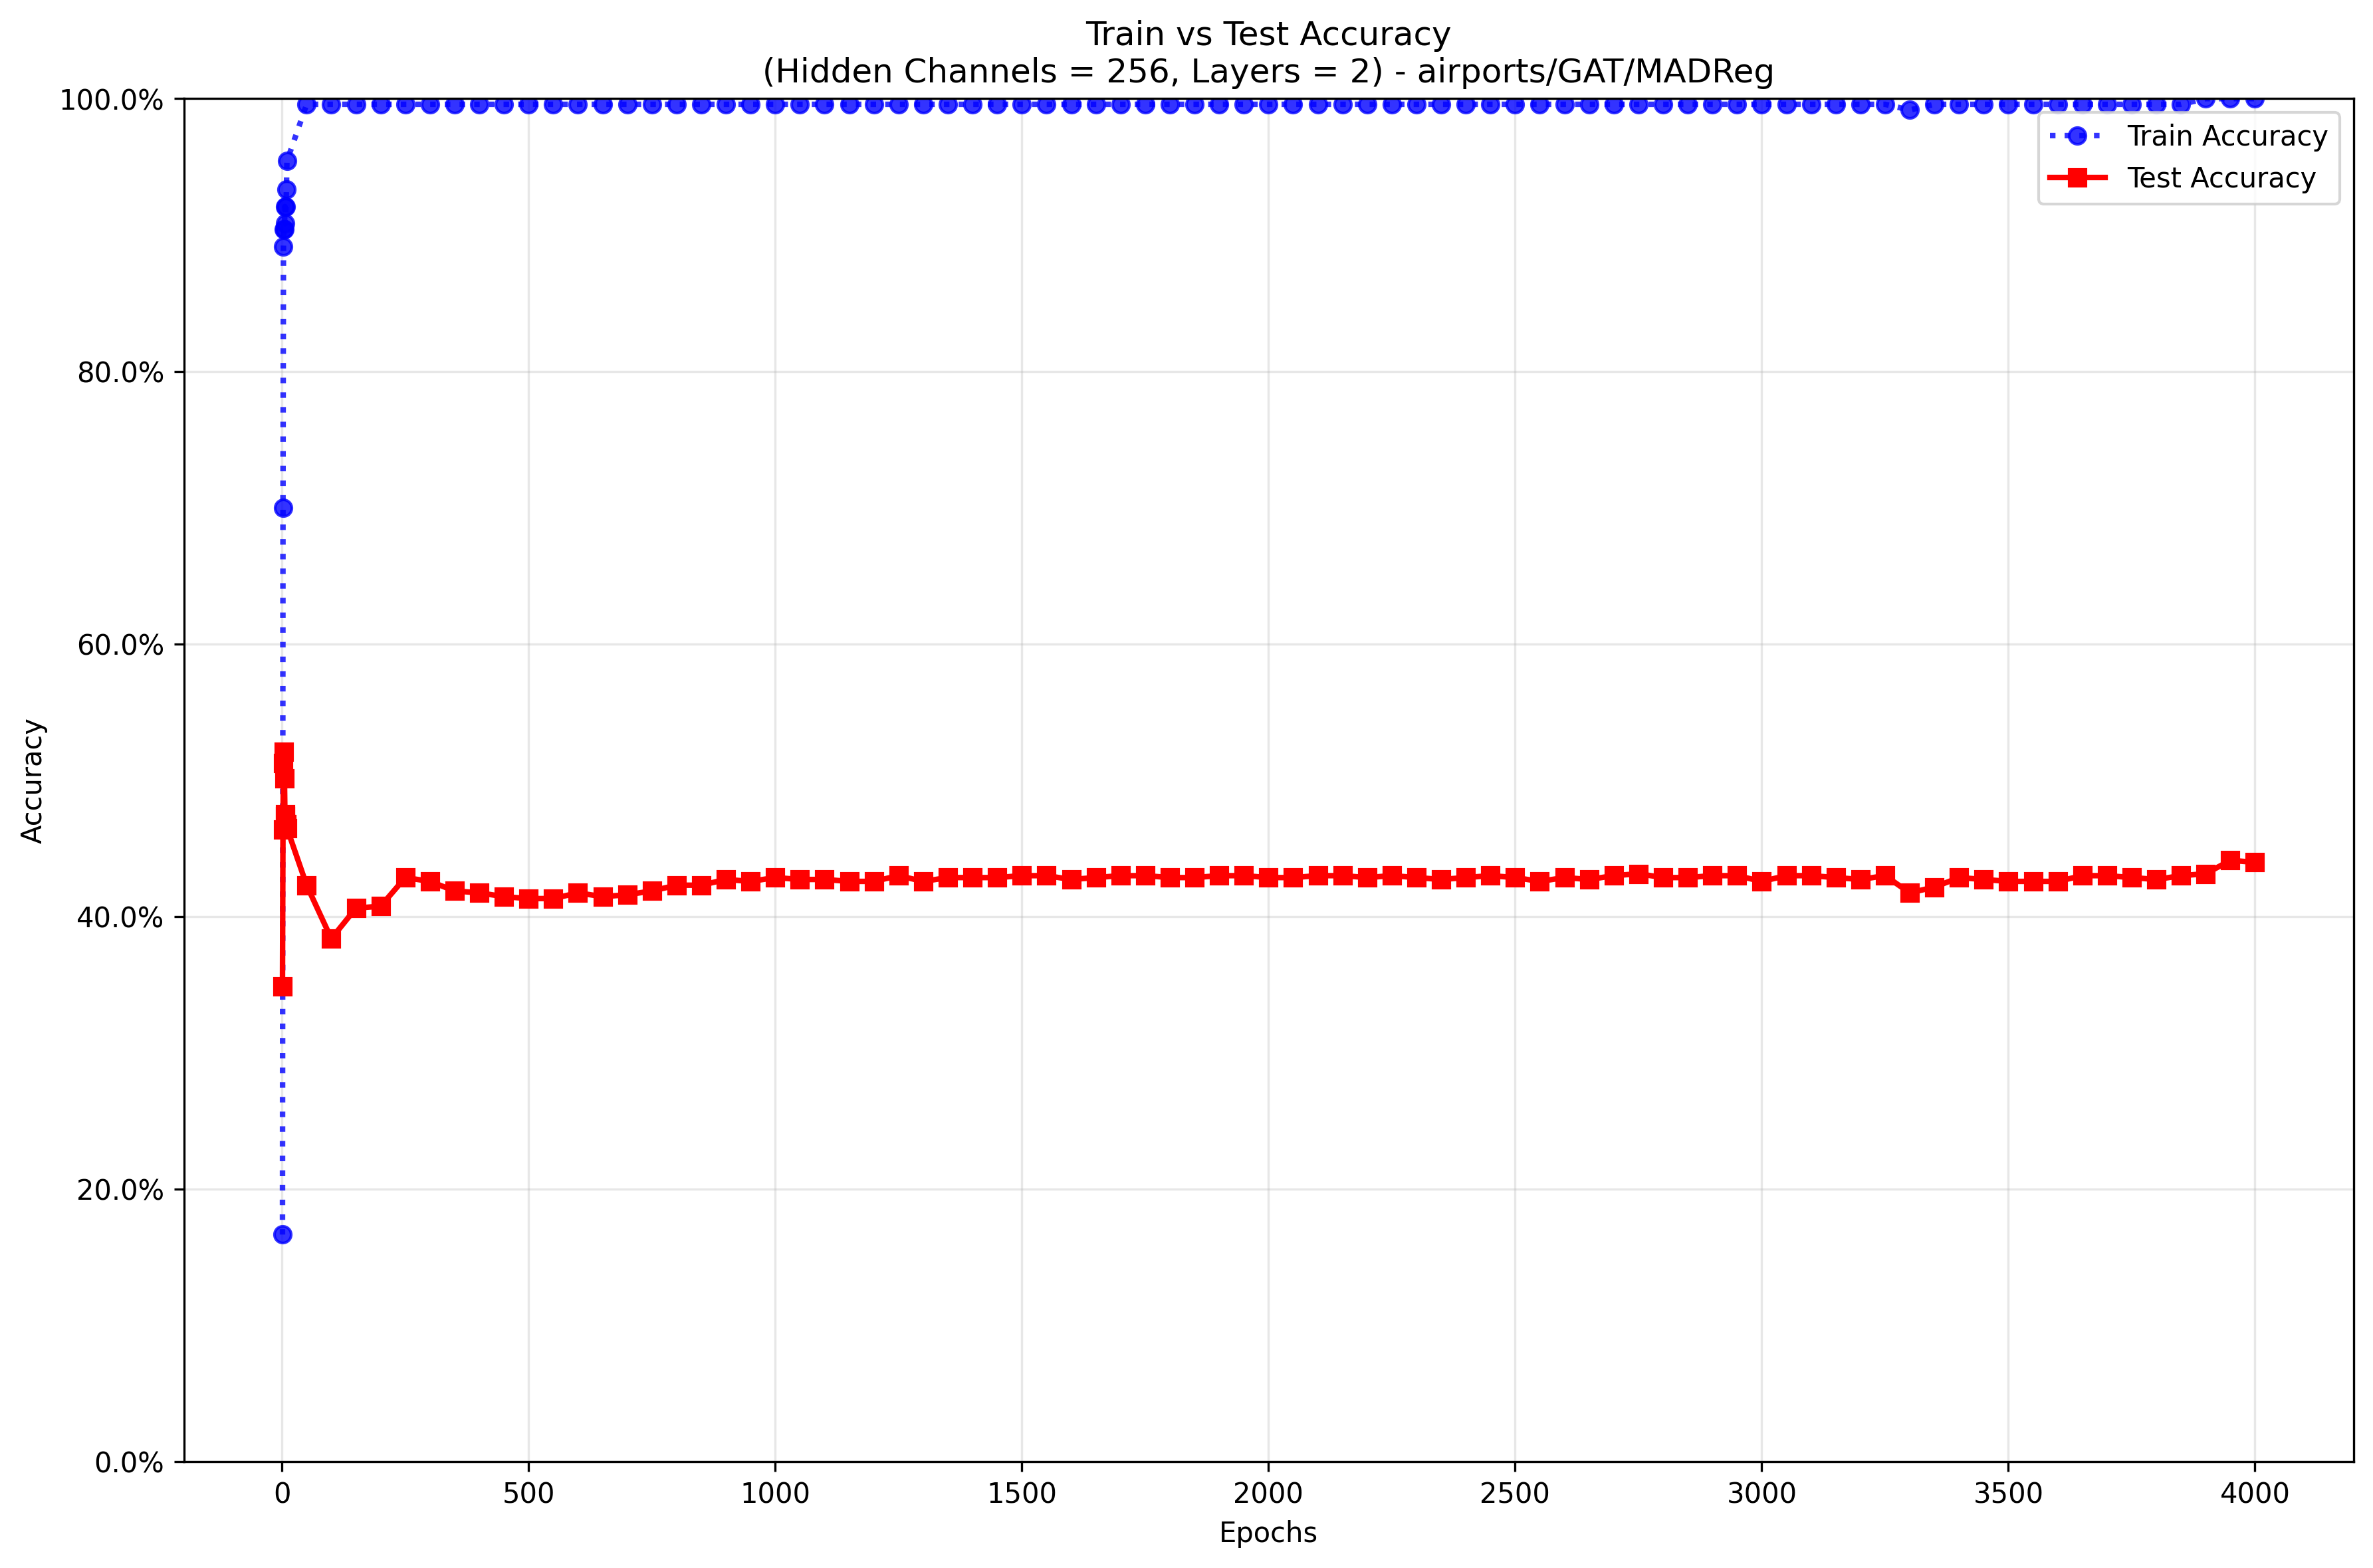 Train vs Test Accuracy
(Hidden Channels = 256, Layers = 2) - airports/GAT/MADReg
100.0%
80.0%
60.0%
40.0%
20.0%
0.0%
Accuracy
Train Accuracy
Test Accuracy
0 500 1000 1500 2000 2500 3000 3500 4000
Epochs